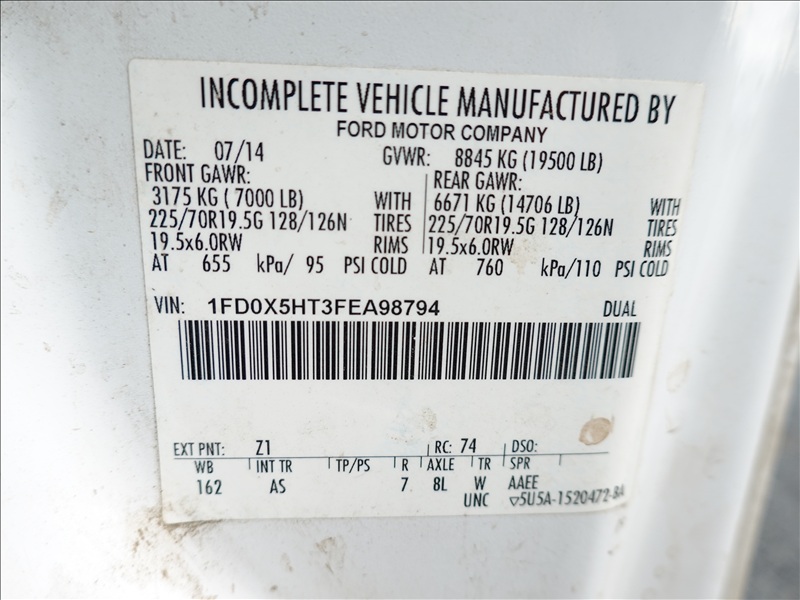 INCOMPLETE VEHICLE MANUFACTURED BY
FORD MOTOR COMPANY
DATE: 07/14 GVWR: 8845 KG (19500 LB)
FRONT GAWR: REAR GAWR:
3175 KG ( 7000 LB) WITH 6671 KG (14706 LB) WITH
225/70R19.5G 128/126N TIRES 225/70R19.5G 128/126N TIRES
19.5x6.0RW RIMS 19.5x6.0RW RIMS
AT 655 kPa/ 95 PSI COLD AT 760 kPa/110 PSI COLD
VIN: 1FD0X5HT3FEA98794 DUAL
EXT PNT: Z1 RC: 74 DSO:
WB INT TR TP/PS R AXLE TR SPR
162 AS 7 8L W AAEE
UNC ▽5U5A-1520472-BA